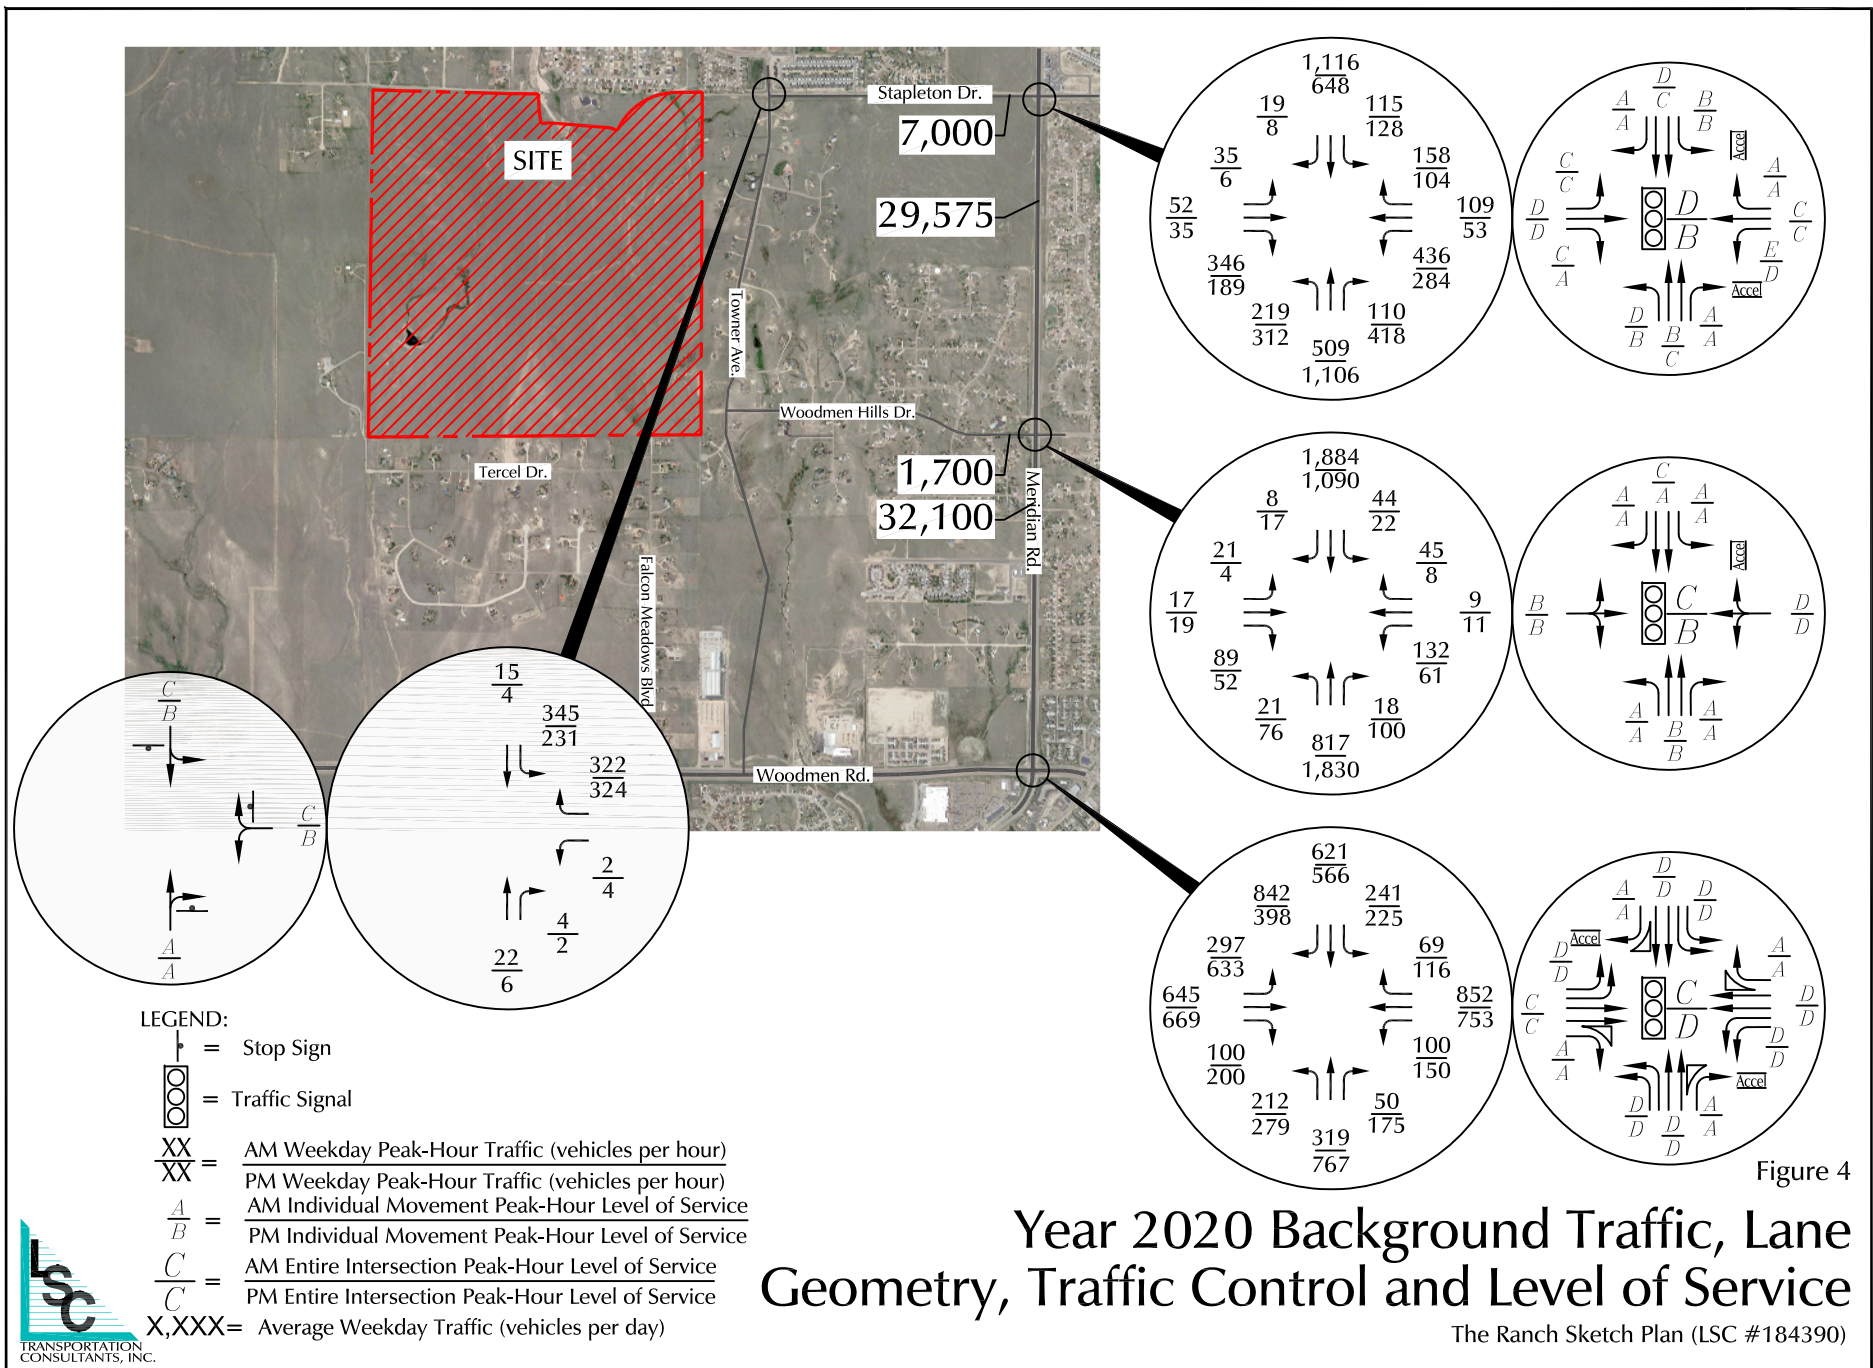 Stapleton Dr.
7,000
SITE
29,575
Towner Ave.
Woodmen Hills Dr.
1,700
Tercel Dr.
32,100
Meridian Rd.
Falcon Meadows Blvd
Woodmen Rd.
1,116
648
19
8
115
128
35
6
158
104
52
35
109
53
346
189
436
284
219
312
110
418
509
1,106
D
C
A
A
B
B
Accel
C
C
A
A
D
D
D
B
C
C
C
A
E
D
Accel
D
B
B
C
A
A
1,884
1,090
8
17
44
22
21
4
45
8
17
19
9
11
89
52
132
61
21
76
18
100
817
1,830
C
A
A
A
A
A
Accel
B
B
C
B
D
D
A
A
B
B
A
A
621
566
842
398
241
225
297
633
69
116
645
669
852
753
100
200
100
150
212
279
50
175
319
767
D
D
A
A
D
D
Accel
D
D
A
A
C
C
C
D
D
D
A
A
D
D
Accel
D
D
D
D
A
A
C
B
C
B
A
A
15
4
345
231
322
324
2
4
4
2
22
6
LEGEND:
= Stop Sign
= Traffic Signal
XX
XX
= AM Weekday Peak-Hour Traffic (vehicles per hour)
PM Weekday Peak-Hour Traffic (vehicles per hour)
A
B
= AM Individual Movement Peak-Hour Level of Service
PM Individual Movement Peak-Hour Level of Service
C
C
= AM Entire Intersection Peak-Hour Level of Service
PM Entire Intersection Peak-Hour Level of Service
X,XXX= Average Weekday Traffic (vehicles per day)
LSC
TRANSPORTATION
CONSULTANTS, INC.
Figure 4
Year 2020 Background Traffic, Lane
Geometry, Traffic Control and Level of Service
The Ranch Sketch Plan (LSC #184390)